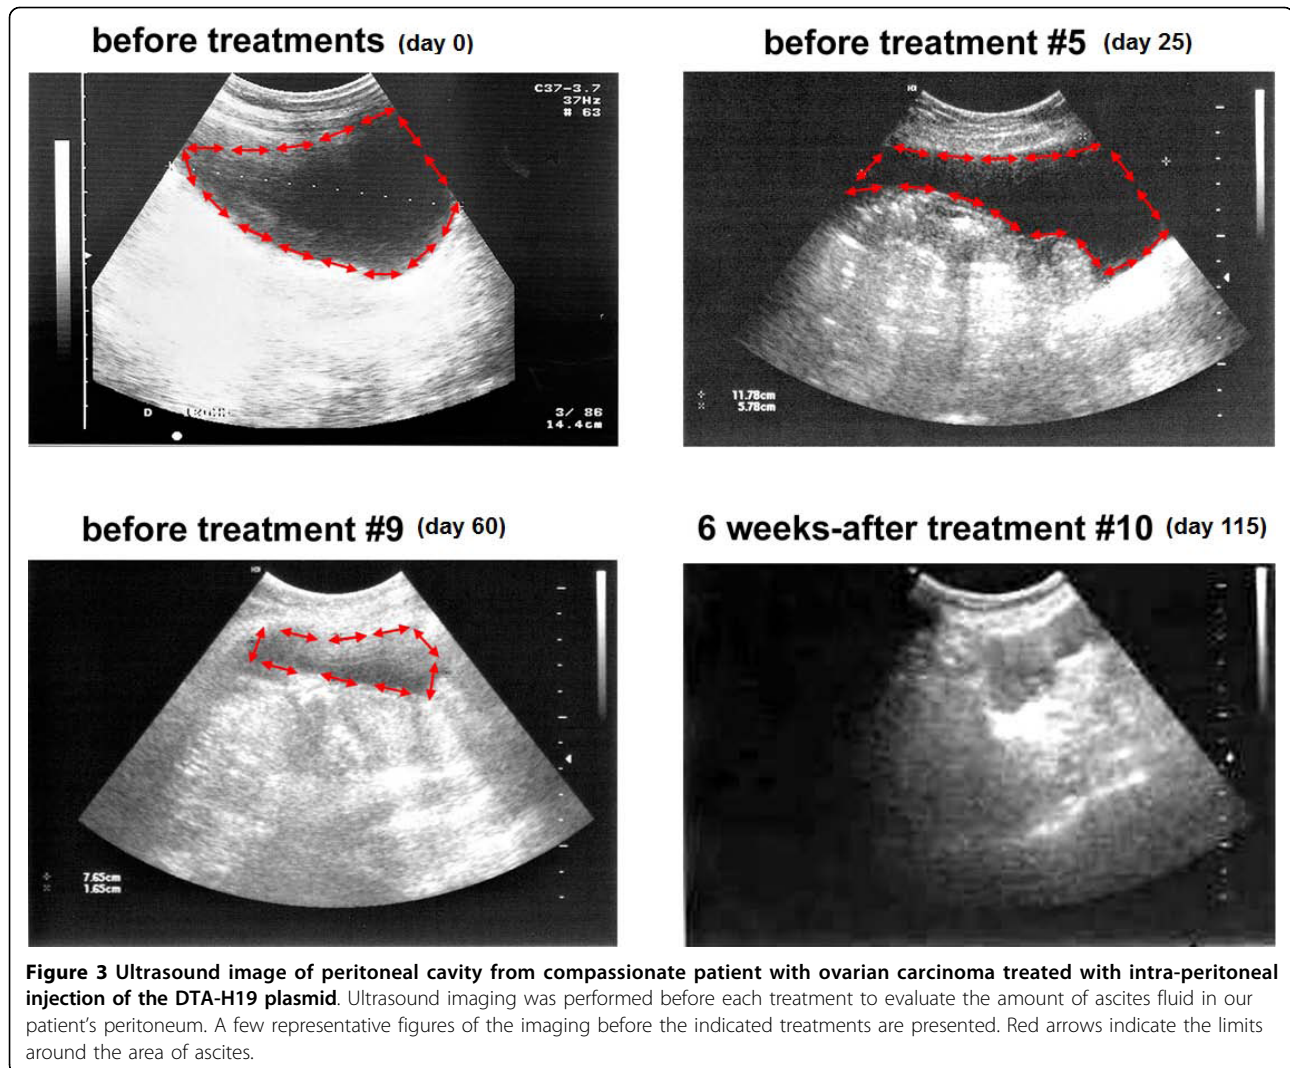 before treatments (day 0)
before treatment #5 (day 25)
C37-3.7
37Hz
# 63
D
3/ 86
14.4cm
11.78cm
5.78cm
before treatment #9 (day 60)
6 weeks-after treatment #10 (day 115)
7.65cm
1.65cm
Figure 3 Ultrasound image of peritoneal cavity from compassionate patient with ovarian carcinoma treated with intra-peritoneal
injection of the DTA-H19 plasmid. Ultrasound imaging was performed before each treatment to evaluate the amount of ascites fluid in our
patient's peritoneum. A few representative figures of the imaging before the indicated treatments are presented. Red arrows indicate the limits
around the area of ascites.